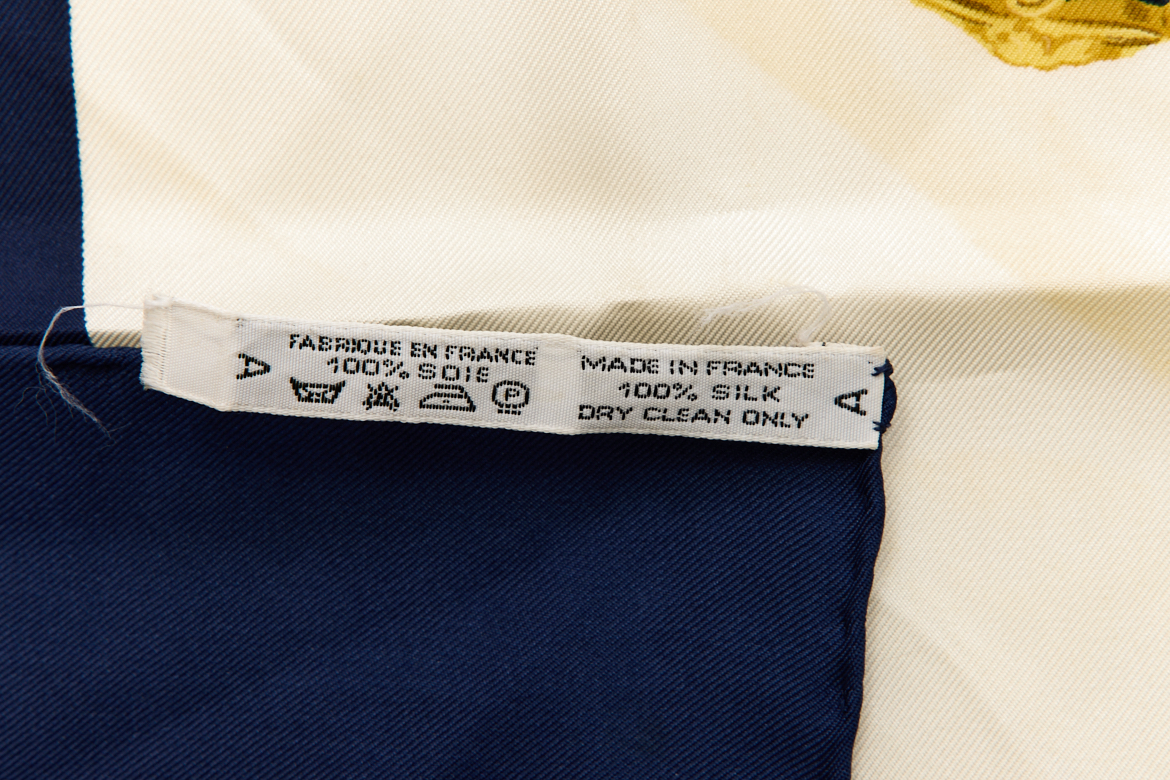 A
FABRIQUE EN FRANCE
100% SOIE
P
MADE IN FRANCE
100% SILK
DRY CLEAN ONLY
A